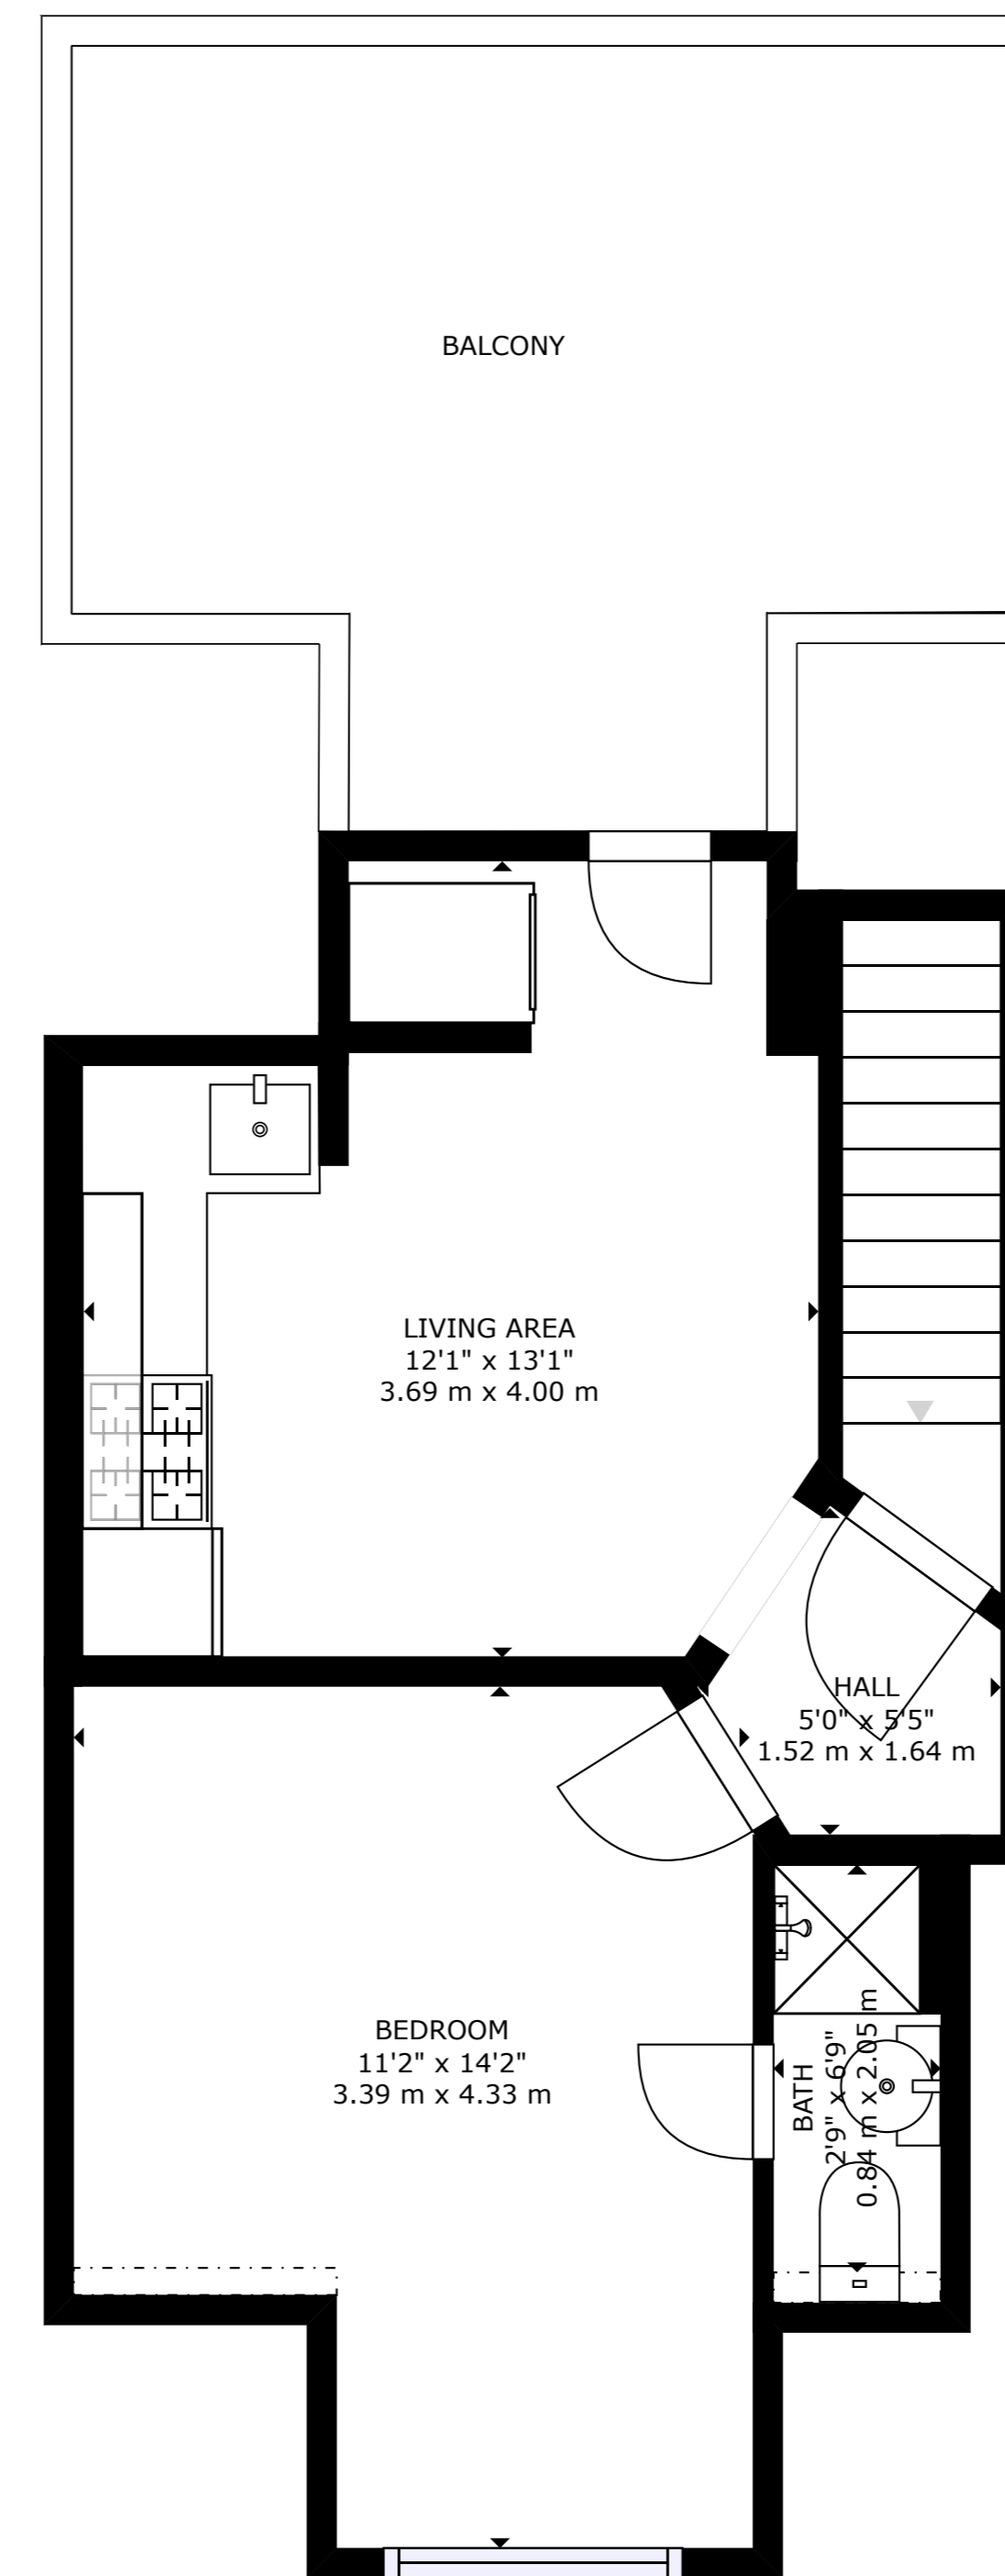 BALCONY
LIVING AREA
12'1" x 13'1"
3.69 m x 4.00 m
HALL
5'0" x 5'5"
1.52 m x 1.64 m
BEDROOM
11'2" x 14'2"
3.39 m x 4.33 m
BATH
2'9" x 6'9"
0.84 m x 2.05 m